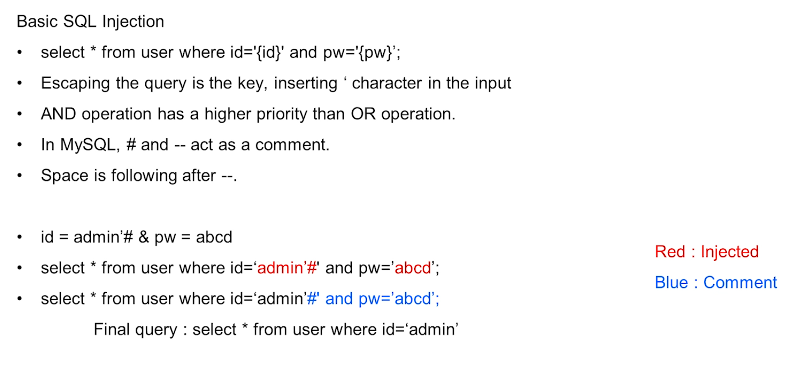 Basic SQL Injection
• select * from user where id='{id}' and pw='{pw}’;
• Escaping the query is the key, inserting ‘ character in the input
• AND operation has a higher priority than OR operation.
• In MySQL, # and -- act as a comment.
• Space is following after --.
• id = admin’# & pw = abcd
• select * from user where id=‘admin’#' and pw=’abcd’;
• select * from user where id=‘admin’#' and pw=’abcd’;
Final query : select * from user where id=‘admin’
Red : Injected
Blue : Comment